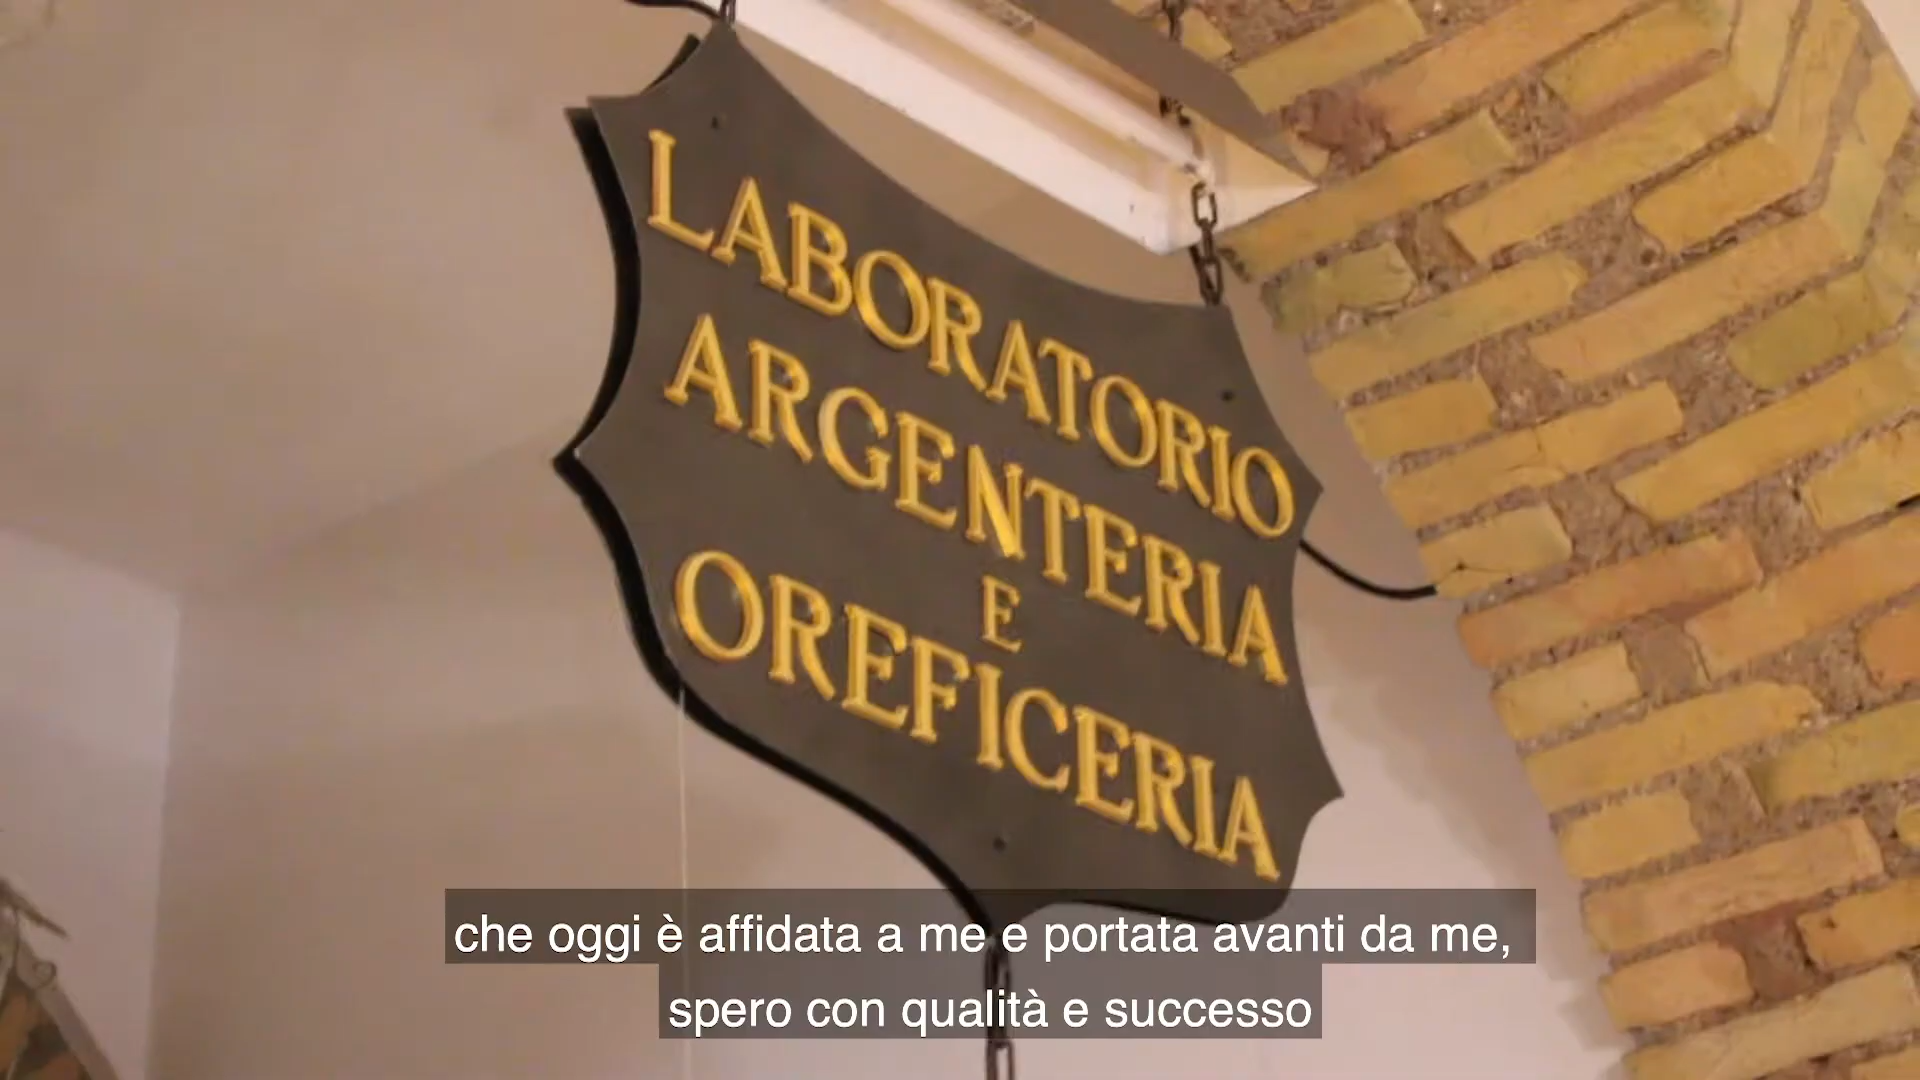 LABORATORIO
ARGENTERIA
E
OREFICERIA
che oggi è affidata a me e portata avanti da me,
spero con qualità e successo